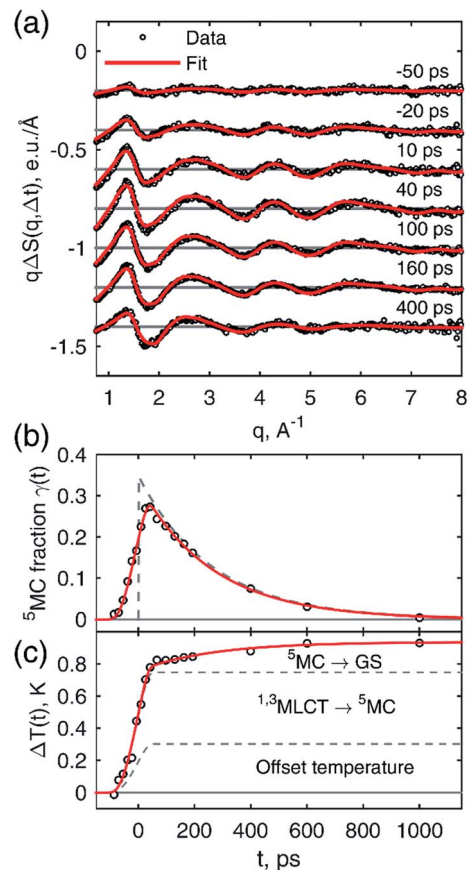 (a)
0
-0.5
-1
-1.5
qΔS(q,Δt), e.u./Å
Data
Fit
-50 ps
-20 ps
10 ps
40 ps
100 ps
160 ps
400 ps
1 2 3 4 5 6 7 8
q, A⁻¹
(b)
0.4
0.3
0.2
0.1
0
⁵MC fraction γ(t)
(c)
0.8
0.6
0.4
0.2
0
ΔT(t), K
⁵MC → GS
¹,³MLCT → ⁵MC
Offset temperature
0 200 400 600 800 1000
t, ps